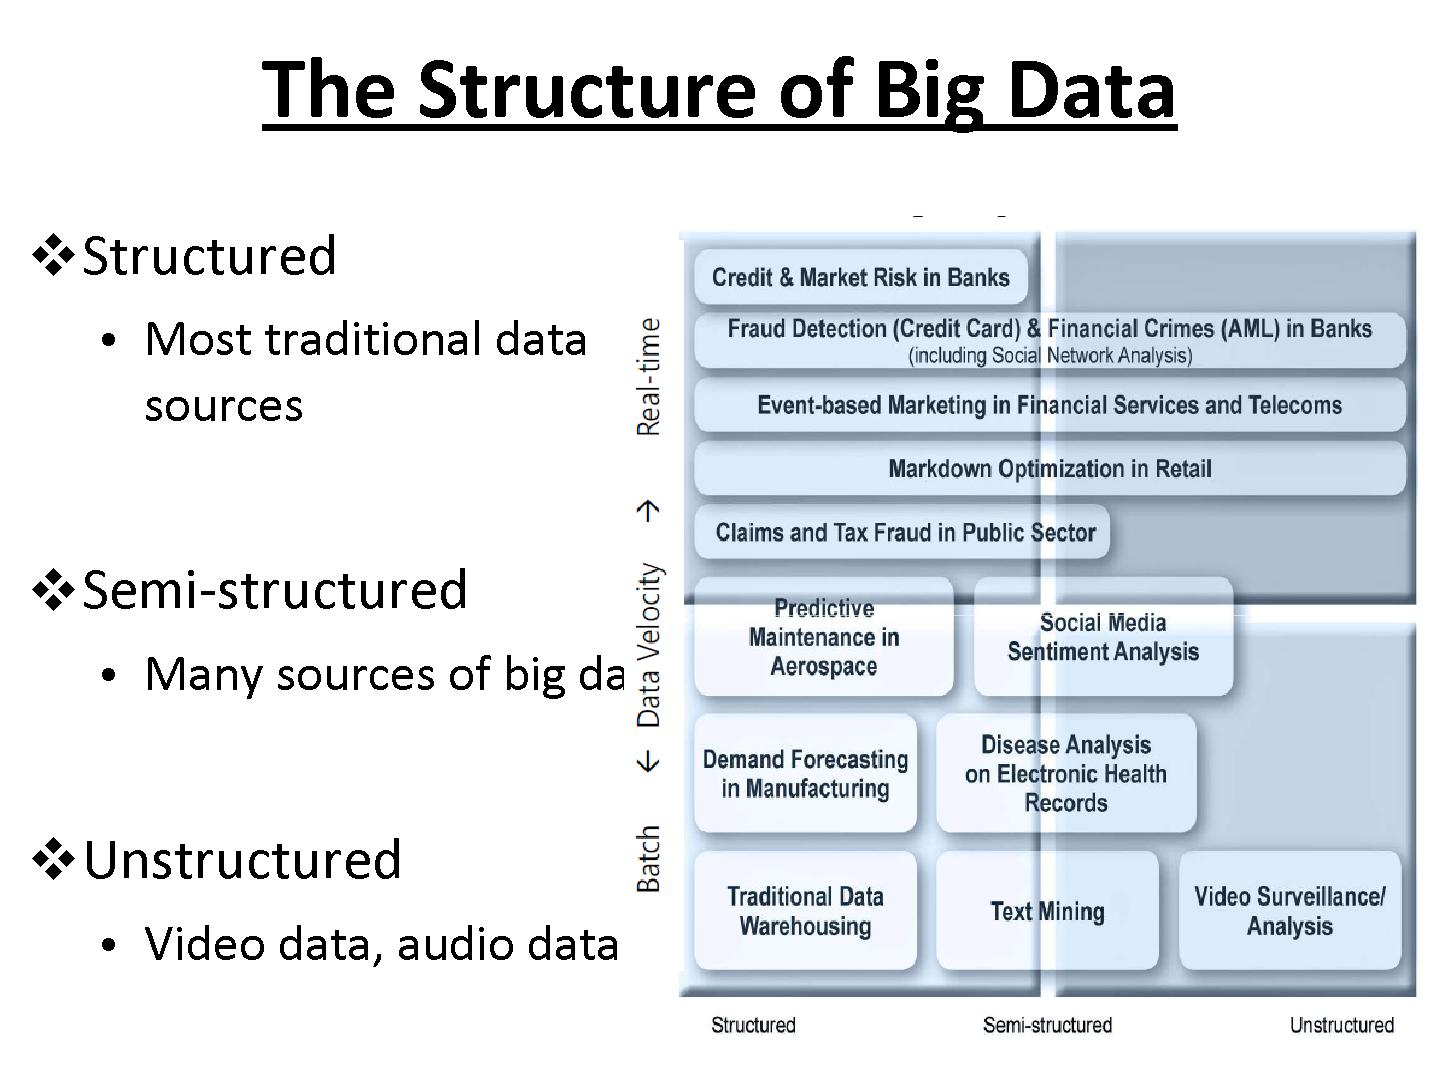 The Structure of Big Data
❖Structured
• Most traditional data
sources
❖Semi-structured
• Many sources of big da
❖Unstructured
• Video data, audio data
Batch ← Data Velocity → Real-time
Credit & Market Risk in Banks
Fraud Detection (Credit Card) & Financial Crimes (AML) in Banks
(including Social Network Analysis)
Event-based Marketing in Financial Services and Telecoms
Markdown Optimization in Retail
Claims and Tax Fraud in Public Sector
Predictive
Maintenance in
Aerospace
Social Media
Sentiment Analysis
Demand Forecasting
in Manufacturing
Disease Analysis
on Electronic Health
Records
Traditional Data
Warehousing
Text Mining
Video Surveillance/
Analysis
Structured
Semi-structured
Unstructured